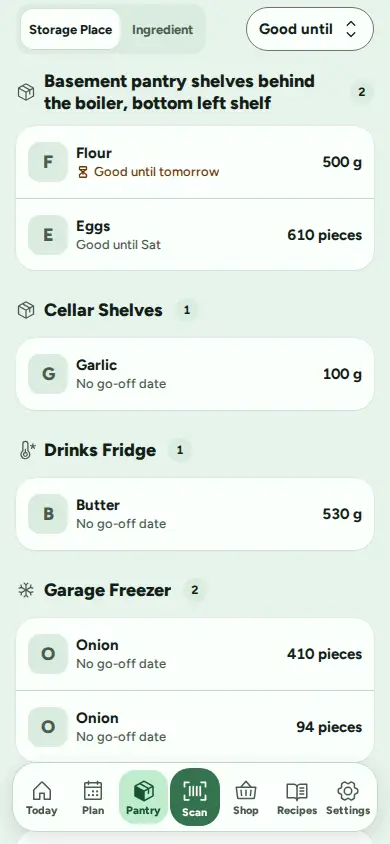 Storage Place
Ingredient
Good until
Basement pantry shelves behind
the boiler, bottom left shelf
2
F
Flour
Good until tomorrow
500 g
E
Eggs
Good until Sat
610 pieces
Cellar Shelves
1
G
Garlic
No go-off date
100 g
Drinks Fridge
1
B
Butter
No go-off date
530 g
Garage Freezer
2
O
Onion
No go-off date
410 pieces
O
Onion
No go-off date
94 pieces
Today
Plan
Pantry
Scan
Shop
Recipes
Settings